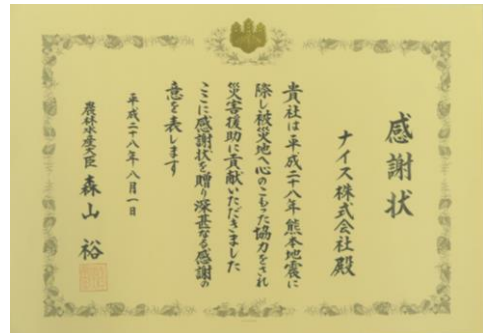 感謝状
ナイス株式会社殿
貴社は平成二十八年熊本地震に
際し被災地へ心のこもった協力をされ
災害援助に貢献いただきました
ここに感謝状を贈り深甚なる感謝の
意を表します
平成二十八年八月一日
農林水産大臣 森山裕